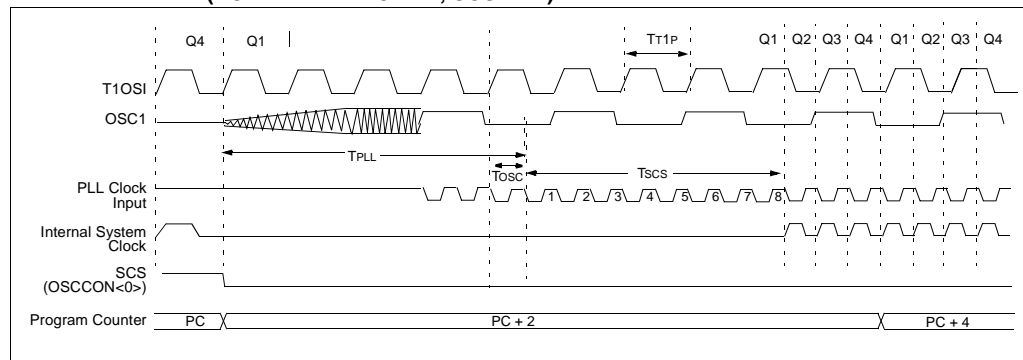 Q4 Q1 TT1P Q1 Q2 Q3 Q4 Q1 Q2 Q3 Q4
T1OSI
OSC1
TPLL
TOSC TSCS
PLL Clock
Input
1 2 3 4 5 6 7 8
Internal System
Clock
SCS
(OSCCON<0>)
Program Counter PC PC + 2 PC + 4